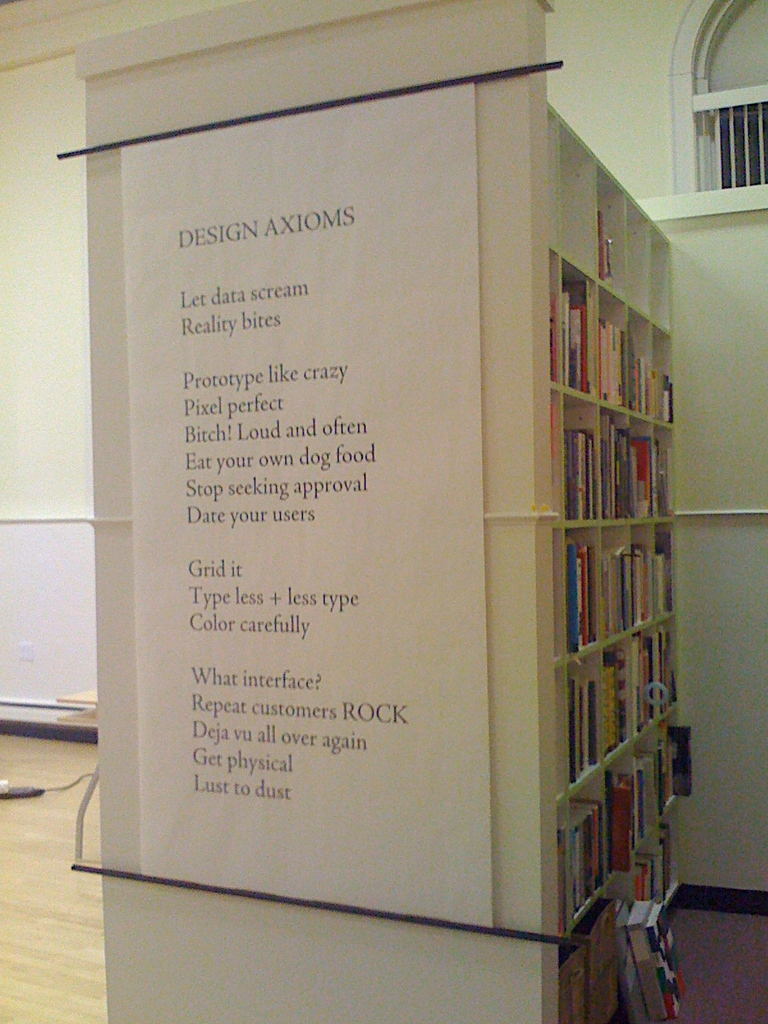 DESIGN AXIOMS
Let data scream
Reality bites
Prototype like crazy
Pixel perfect
Bitch! Loud and often
Eat your own dog food
Stop seeking approval
Date your users
Grid it
Type less + less type
Color carefully
What interface?
Repeat customers ROCK
Deja vu all over again
Get physical
Lust to dust